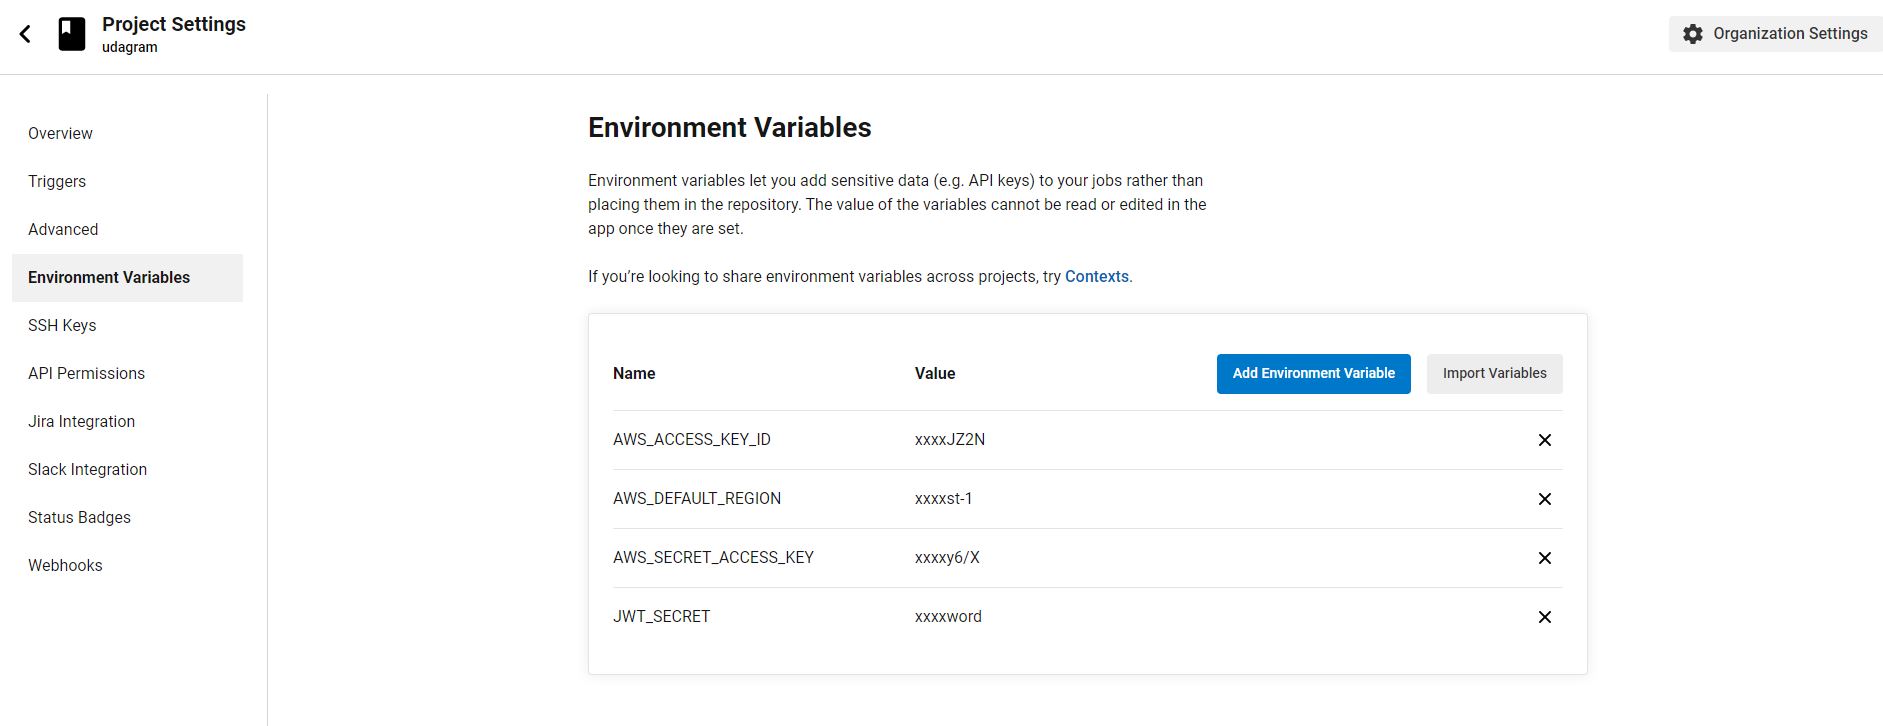 Project Settings
udagram
Organization Settings
Overview
Triggers
Advanced
Environment Variables
SSH Keys
API Permissions
Jira Integration
Slack Integration
Status Badges
Webhooks
Environment Variables
Environment variables let you add sensitive data (e.g. API keys) to your jobs rather than
placing them in the repository. The value of the variables cannot be read or edited in the
app once they are set.
If you’re looking to share environment variables across projects, try Contexts.
Name Value Add Environment Variable Import Variables
AWS_ACCESS_KEY_ID xxxxJZ2N
AWS_DEFAULT_REGION xxxxst-1
AWS_SECRET_ACCESS_KEY xxxxy6/X
JWT_SECRET xxxxword